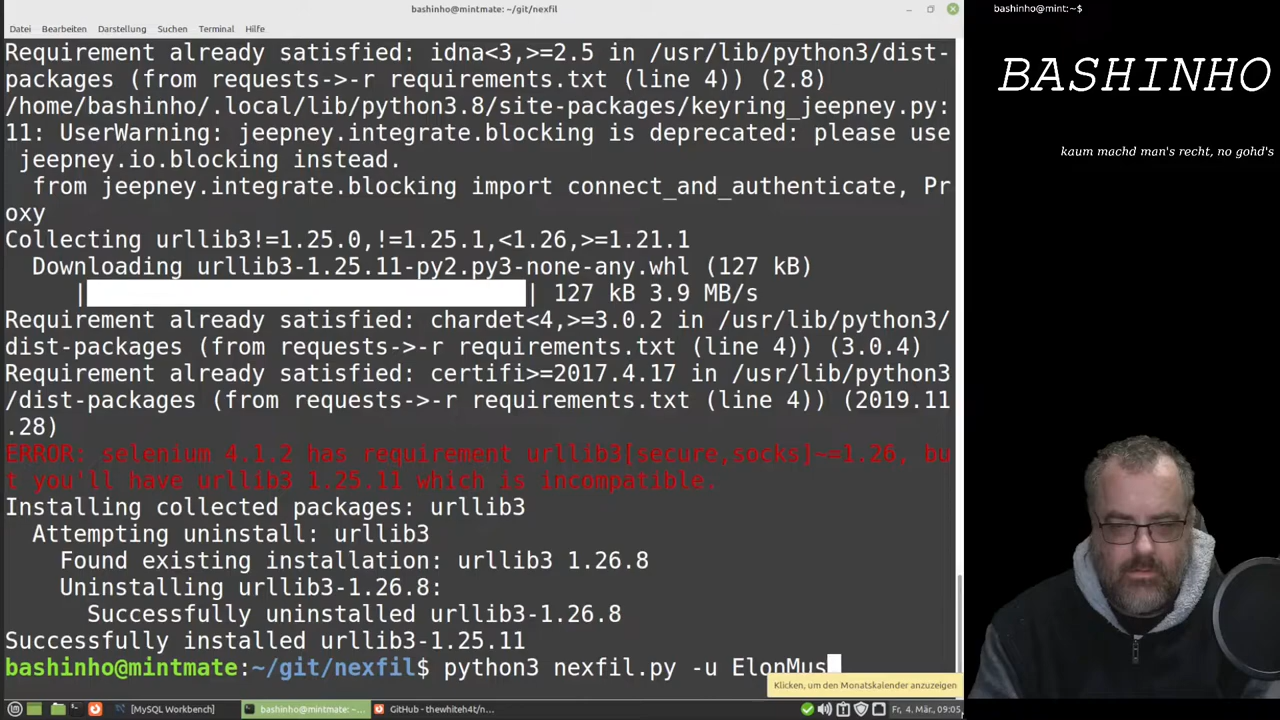 bashinho@mintmate: ~/git/nexfil
Datei Bearbeiten Darstellung Suchen Terminal Hilfe
Requirement already satisfied: idna<3,>=2.5 in /usr/lib/python3/dist-
packages (from requests->-r requirements.txt (line 4)) (2.8)
/home/bashinho/.local/lib/python3.8/site-packages/keyring_jeepney.py:
11: UserWarning: jeepney.integrate.blocking is deprecated: please use
jeepney.io.blocking instead.
from jeepney.integrate.blocking import connect_and_authenticate, Pr
oxy
Collecting urllib3!=1.25.0,!=1.25.1,<1.26,>=1.21.1
Downloading urllib3-1.25.11-py2.py3-none-any.whl (127 kB)
| | 127 kB 3.9 MB/s
Requirement already satisfied: chardet<4,>=3.0.2 in /usr/lib/python3/
dist-packages (from requests->-r requirements.txt (line 4)) (3.0.4)
Requirement already satisfied: certifi>=2017.4.17 in /usr/lib/python3
/dist-packages (from requests->-r requirements.txt (line 4)) (2019.11
.28)
ERROR: selenium 4.1.2 has requirement urllib3[secure,socks]~=1.26, bu
t you'll have urllib3 1.25.11 which is incompatible.
Installing collected packages: urllib3
Attempting uninstall: urllib3
Found existing installation: urllib3 1.26.8
Uninstalling urllib3-1.26.8:
Successfully uninstalled urllib3-1.26.8
Successfully installed urllib3-1.25.11
bashinho@mintmate:~/git/nexfil$ python3 nexfil.py -u ElonMus
Klicken, um den Monatskalender anzuzeigen
[MySQL Workbench] bashinho@mintmate: ~... GitHub - thewhiteh4t/n... Fr, 4. Mär, 09:05
bashinho@mint:~$
BASHINHO
kaum machd man's recht, no gohd's